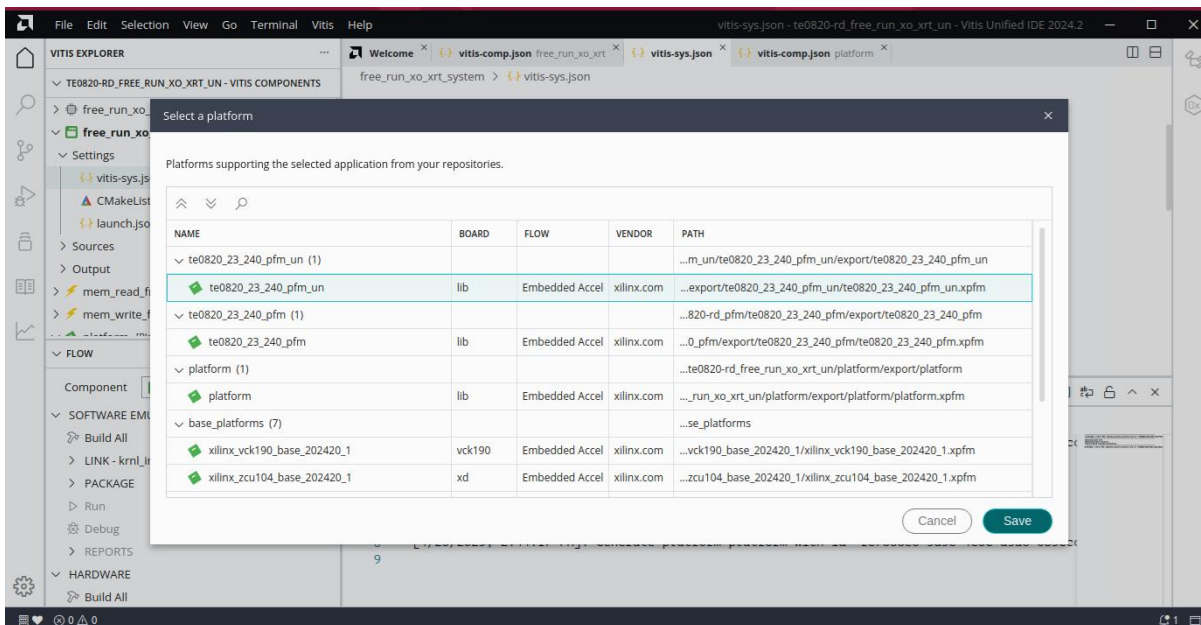 File Edit Selection View Go Terminal Vitis Help vitis-sys.json - te0820-rd_free_run_xo_xrt_un - Vitis Unified IDE 2024.2
VITIS EXPLORER ...
Welcome vitis-comp.json free_run_xo_xrt vitis-sys.json vitis-comp.json platform
TE0820-RD_FREE_RUN_XO_XRT_UN - VITIS COMPONENTS
free_run_xo_xrt_system > vitis-sys.json
free_run_xo_
free_run_xo
Settings
vitis-sys.js
CMakeList
launch.jso
Sources
Output
mem_read_f
mem_write_f
FLOW
Component
SOFTWARE EMU
Build All
LINK - krnl_i
PACKAGE
Run
Debug
REPORTS
HARDWARE
Build All
Select a platform
Platforms supporting the selected application from your repositories.
NAME BOARD FLOW VENDOR PATH
te0820_23_240_pfm_un (1) ...m_un/te0820_23_240_pfm_un/export/te0820_23_240_pfm_un
te0820_23_240_pfm_un lib Embedded Accel xilinx.com ...export/te0820_23_240_pfm_un/te0820_23_240_pfm_un.xpfm
te0820_23_240_pfm (1) ...820-rd_pfm/te0820_23_240_pfm/export/te0820_23_240_pfm
te0820_23_240_pfm lib Embedded Accel xilinx.com ...0_pfm/export/te0820_23_240_pfm/te0820_23_240_pfm.xpfm
platform (1) ...te0820-rd_free_run_xo_xrt_un/platform/export/platform
platform lib Embedded Accel xilinx.com ..._run_xo_xrt_un/platform/export/platform/platform.xpfm
base_platforms (7) ...se_platforms
xilinx_vck190_base_202420_1 vck190 Embedded Accel xilinx.com ...vck190_base_202420_1/xilinx_vck190_base_202420_1.xpfm
xilinx_zcu104_base_202420_1 xd Embedded Accel xilinx.com ...zcu104_base_202420_1/xilinx_zcu104_base_202420_1.xpfm
Cancel Save
9
0 0 1